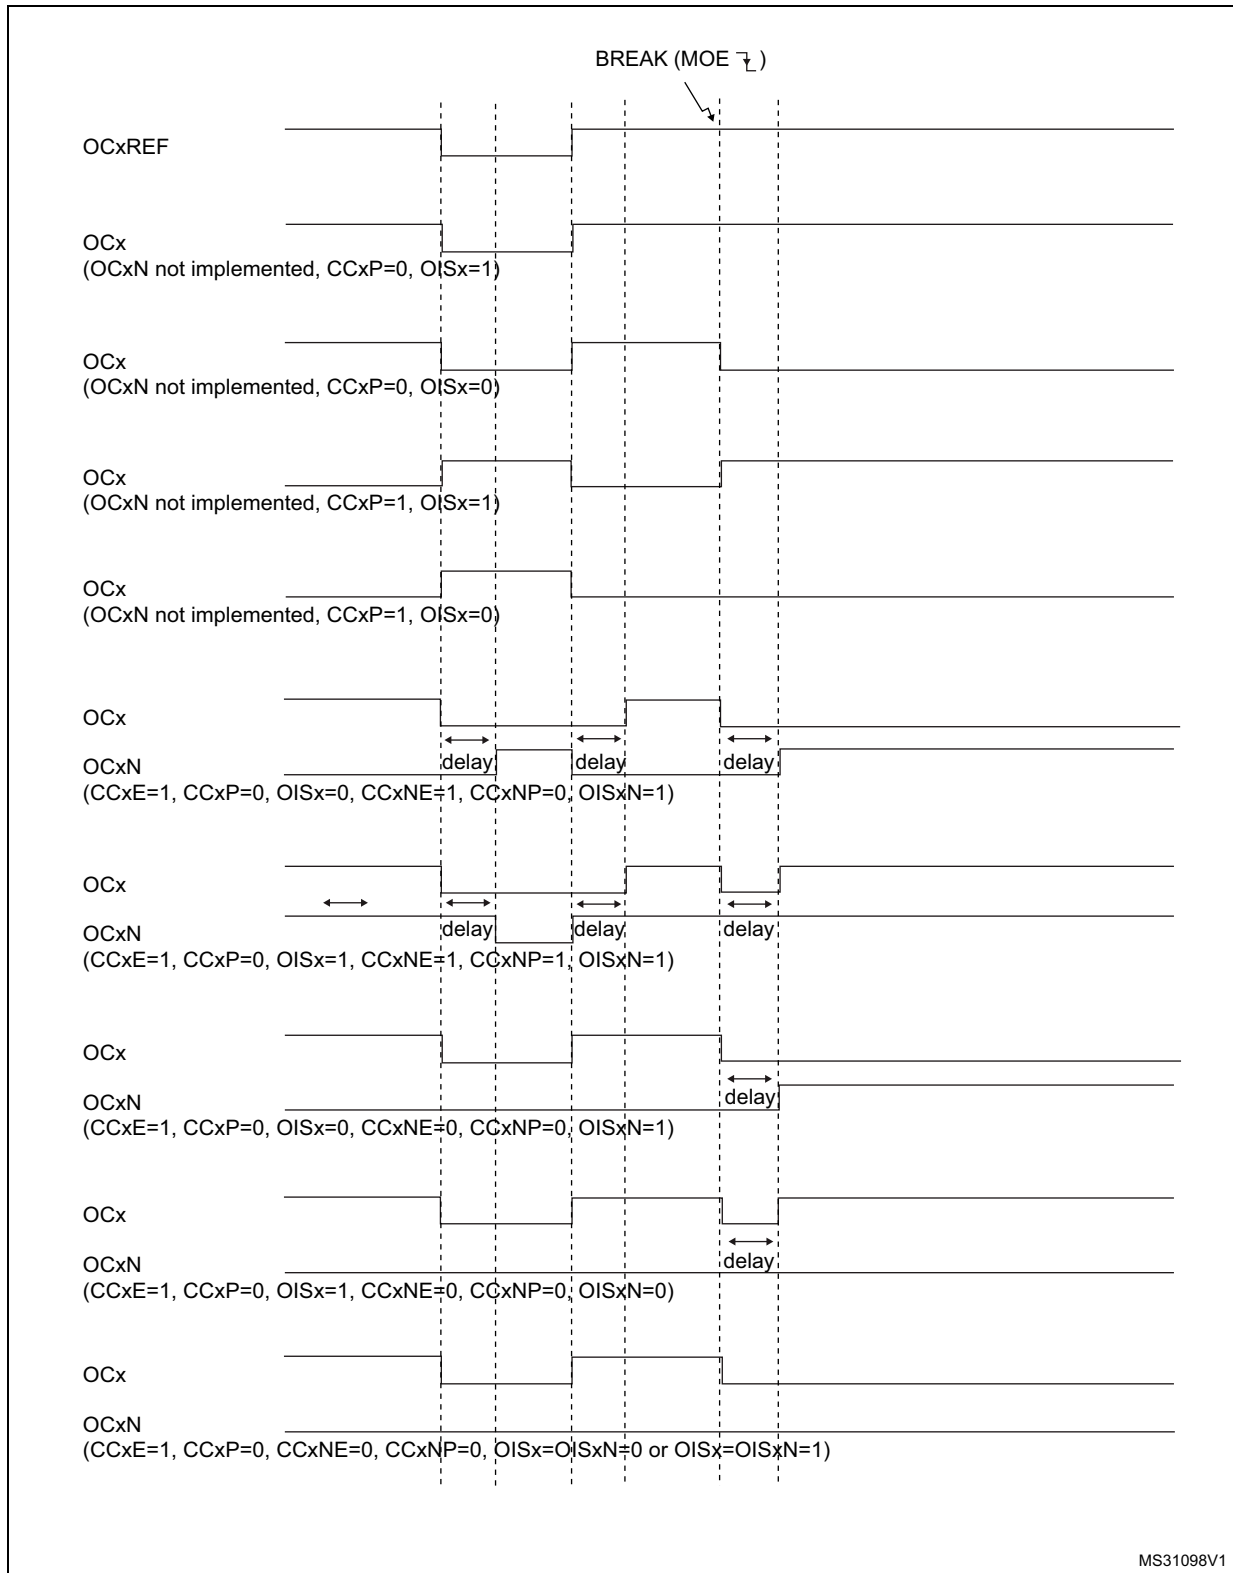 BREAK (MOE )
OCxREF
OCx
(OCxN not implemented, CCxP=0, OISx=1)
OCx
(OCxN not implemented, CCxP=0, OISx=0)
OCx
(OCxN not implemented, CCxP=1, OISx=1)
OCx
(OCxN not implemented, CCxP=1, OISx=0)
OCx
delay delay delay
OCxN
(CCxE=1, CCxP=0, OISx=0, CCxNE=1, CCxNP=0, OISxN=1)
OCx
delay delay delay
OCxN
(CCxE=1, CCxP=0, OISx=1, CCxNE=1, CCxNP=1, OISxN=1)
OCx
delay
OCxN
(CCxE=1, CCxP=0, OISx=0, CCxNE=0, CCxNP=0, OISxN=1)
OCx
delay
OCxN
(CCxE=1, CCxP=0, OISx=1, CCxNE=0, CCxNP=0, OISxN=0)
OCx
OCxN
(CCxE=1, CCxP=0, CCxNE=0, CCxNP=0, OISx=OISxN=0 or OISx=OISxN=1)
MS31098V1